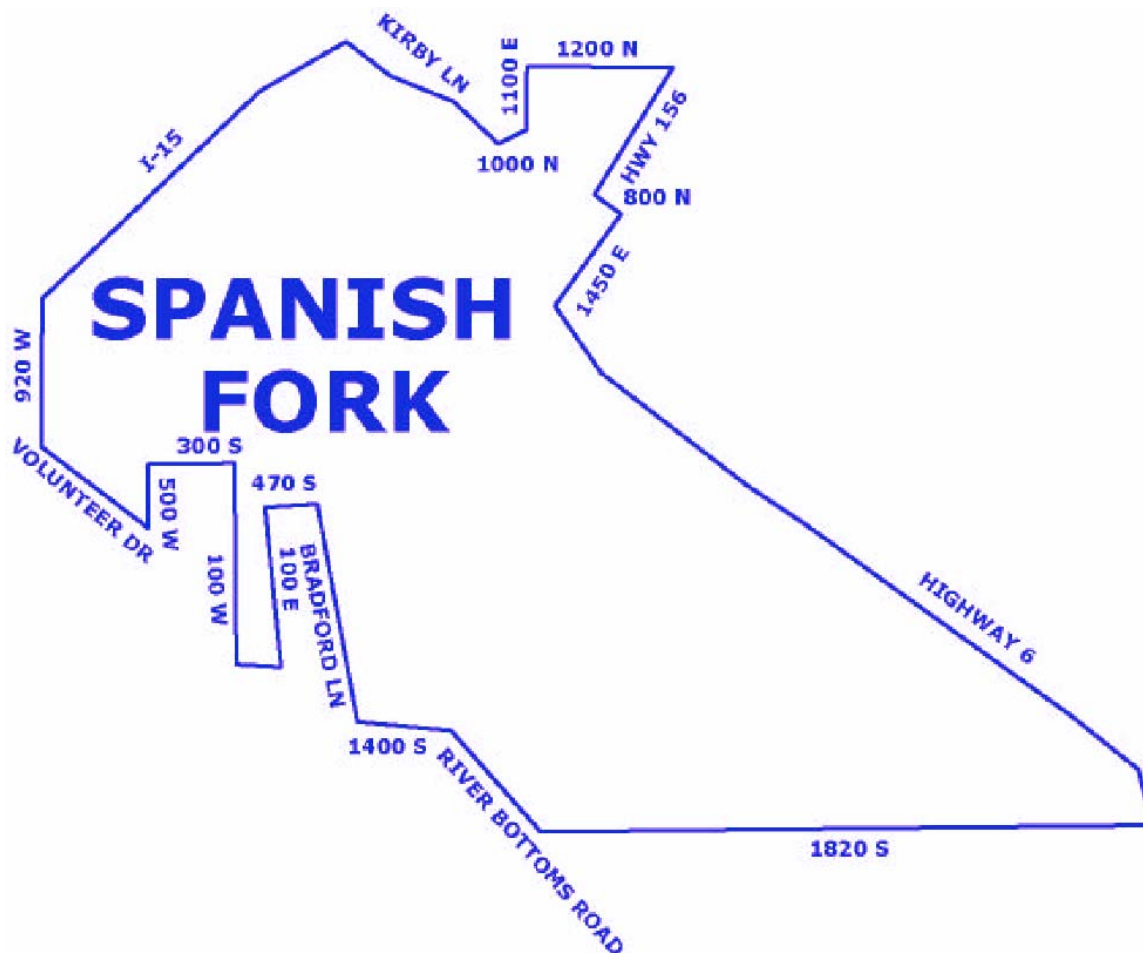 KIRBY LN
1100 E
1200 N
I-15
1000 N
HWY 156
800 N
1450 E
SPANISH
FORK
920 W
VOLUNTEER DR
300 S
500 W
470 S
100 W
100 E
BRADFORD LN
HIGHWAY 6
1400 S
RIVER BOTTOMS ROAD
1820 S